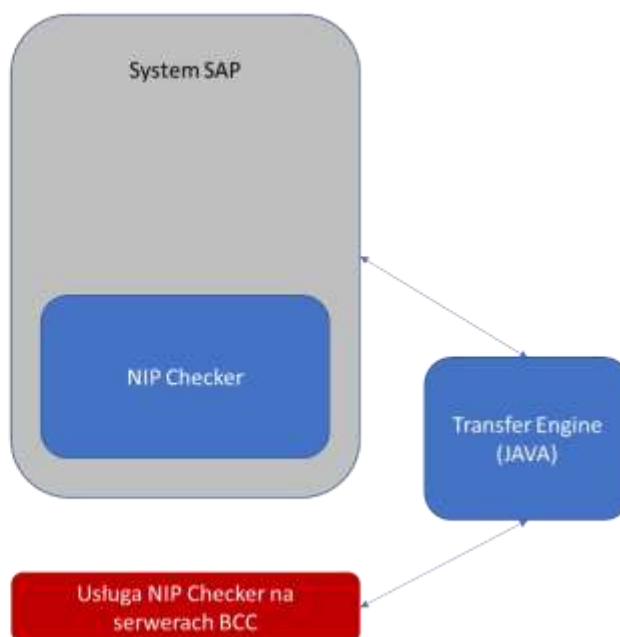 System SAP
NIP Checker
Transfer Engine
(JAVA)
Usługa NIP Checker na
serwerach BCC